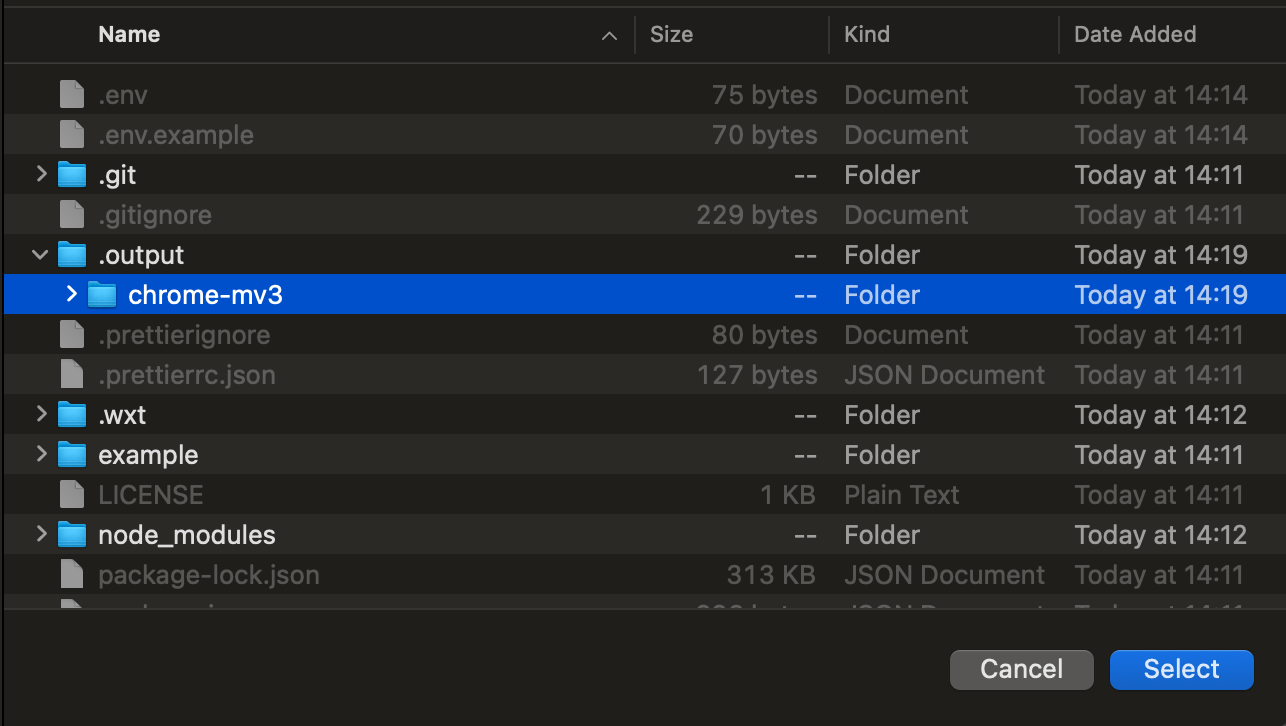 Name Size Kind Date Added
.env 75 bytes Document Today at 14:14
.env.example 70 bytes Document Today at 14:14
.git -- Folder Today at 14:11
.gitignore 229 bytes Document Today at 14:11
.output -- Folder Today at 14:19
chrome-mv3 -- Folder Today at 14:19
.prettierignore 80 bytes Document Today at 14:11
.prettierrc.json 127 bytes JSON Document Today at 14:11
.wxt -- Folder Today at 14:12
example -- Folder Today at 14:11
LICENSE 1 KB Plain Text Today at 14:11
node_modules -- Folder Today at 14:12
package-lock.json 313 KB JSON Document Today at 14:11
Cancel Select